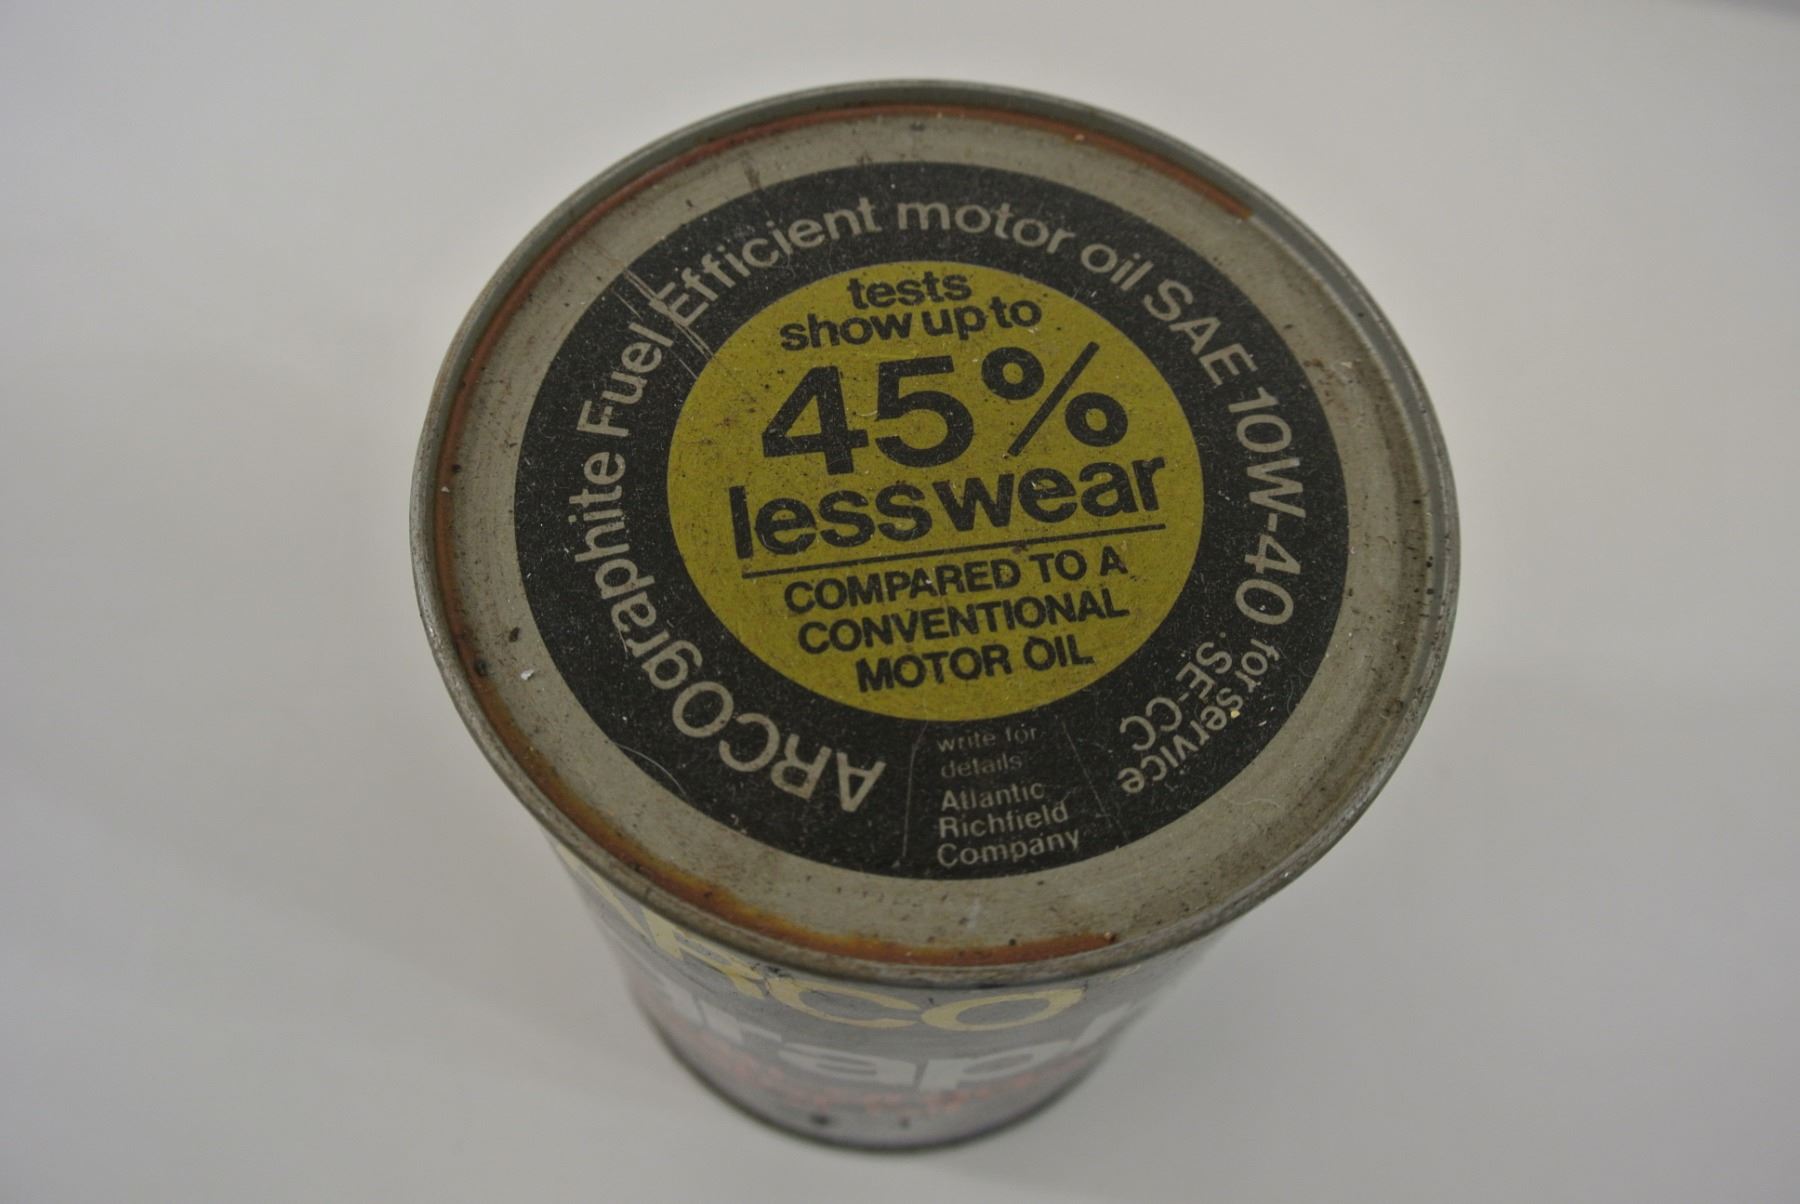 ARCOgraphite Fuel Efficient motor oil SAE 10W-40 for service
SE-CC
tests
show up to
45%
less wear
COMPARED TO A
CONVENTIONAL
MOTOR OIL
write for
details
Atlantic
Richfield
Company
ARCO